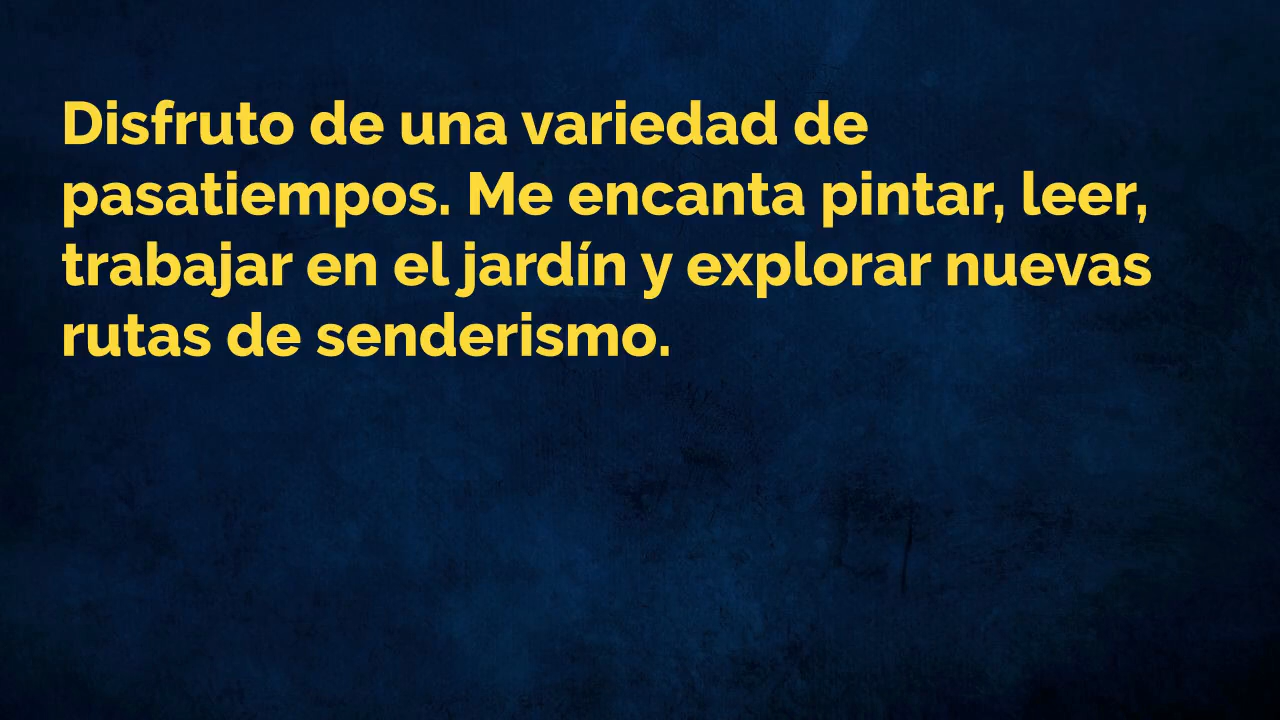 Disfruto de una variedad de
pasatiempos. Me encanta pintar, leer,
trabajar en el jardín y explorar nuevas
rutas de senderismo.